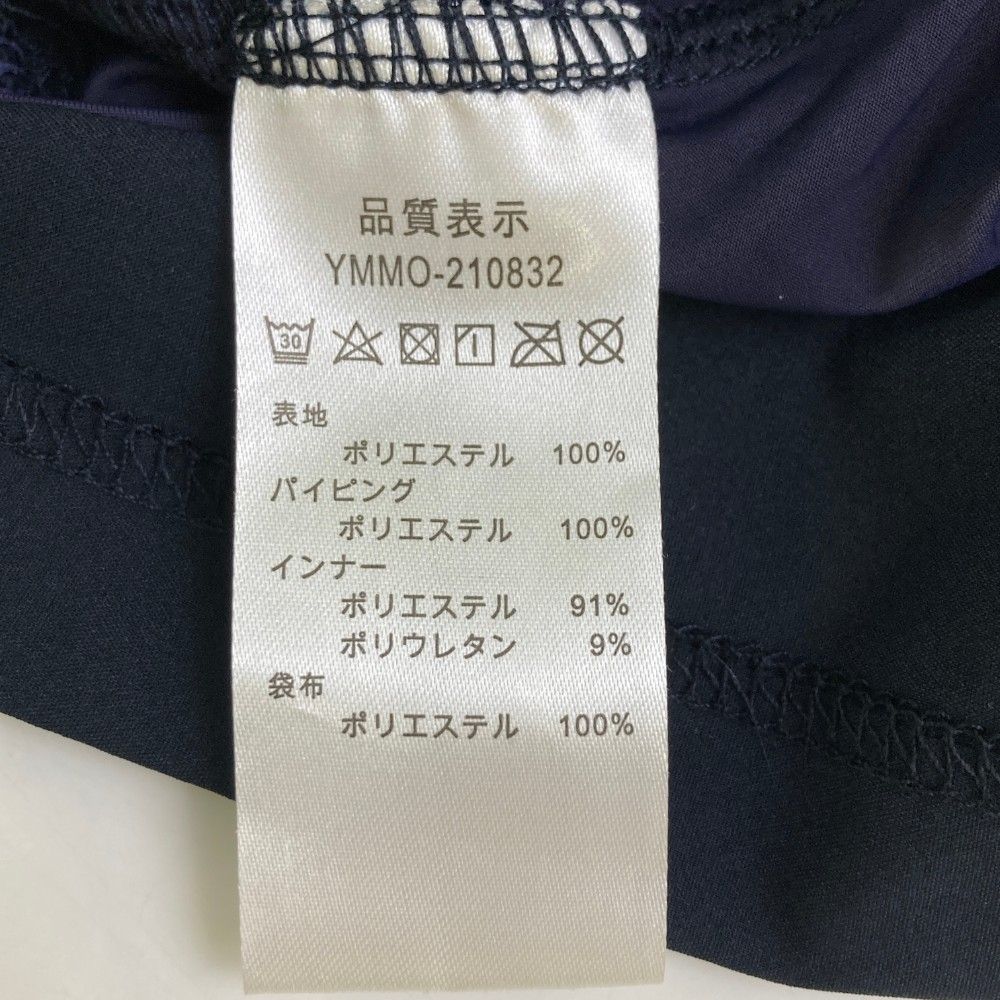 品質表示
YMMO-210832
30
表地
ポリエステル 100%
パイピング
ポリエステル 100%
インナー
ポリエステル 91%
ポリウレタン 9%
袋布
ポリエステル 100%